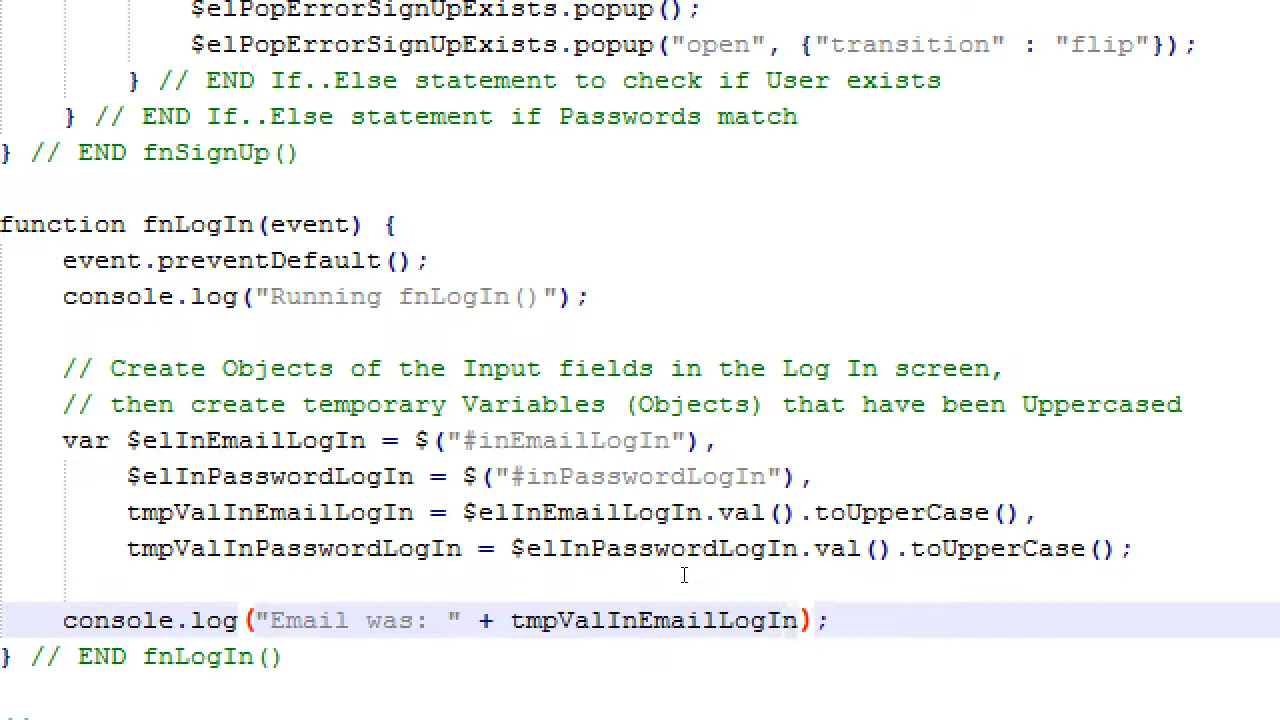 $elPopErrorSignUpExists.popup();
$elPopErrorSignUpExists.popup("open", {"transition" : "flip"});
} // END If..Else statement to check if User exists
} // END If..Else statement if Passwords match
} // END fnSignUp()
function fnLogIn(event) {
event.preventDefault();
console.log("Running fnLogIn()");
// Create Objects of the Input fields in the Log In screen,
// then create temporary Variables (Objects) that have been Uppercased
var $elInEmailLogIn = $("#inEmailLogIn"),
$elInPasswordLogIn = $("#inPasswordLogIn"),
tmpValInEmailLogIn = $elInEmailLogIn.val().toUpperCase(),
tmpValInPasswordLogIn = $elInPasswordLogIn.val().toUpperCase();
console.log("Email was: " + tmpValInEmailLogIn);
} // END fnLogIn()